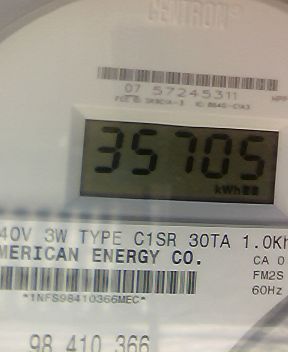 CENTRON®
07 57245311
35705
kWh
40V 3W TYPE C1SR 30TA 1.0Kh
MERICAN ENERGY CO.
CA 0
FM2S
60Hz
*1NFS98410366MEC*
98 410 366